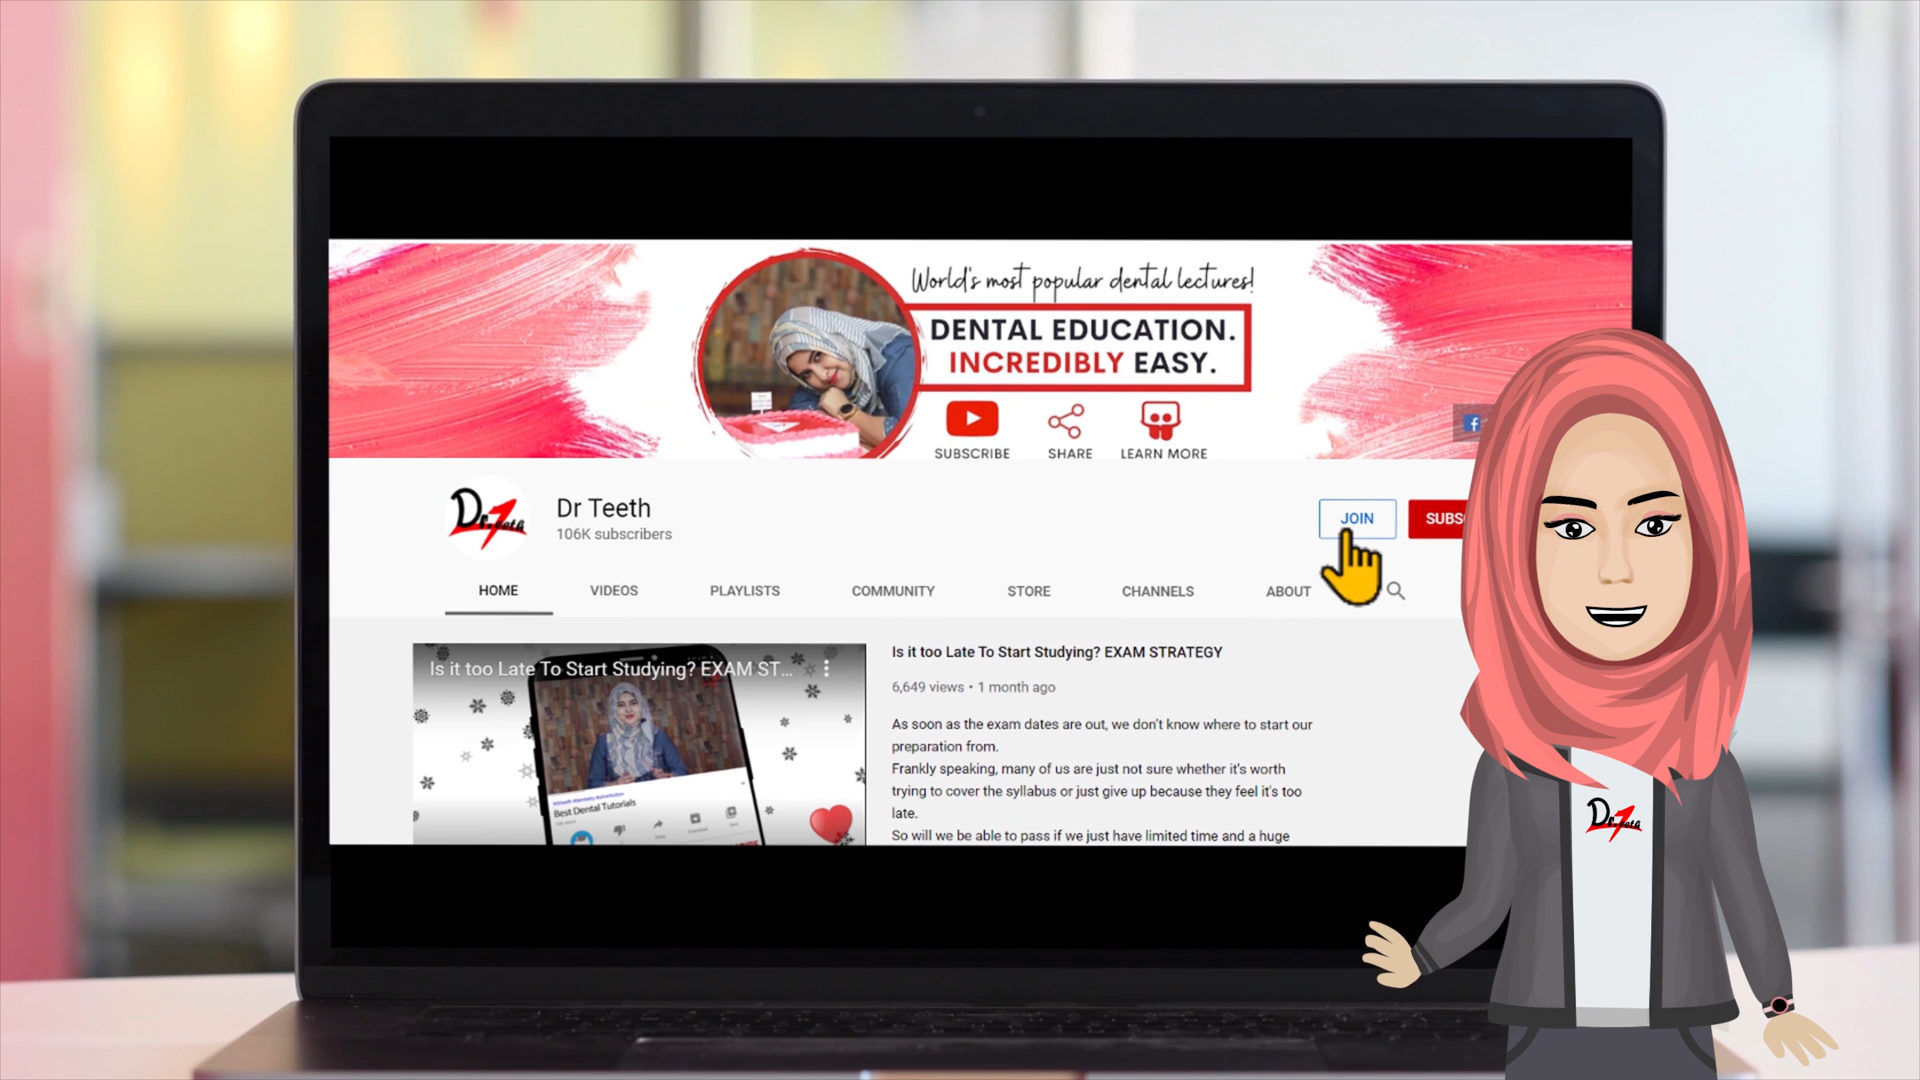 World's most popular dental lectures!
DENTAL EDUCATION.
INCREDIBLY EASY.
SUBSCRIBE SHARE LEARN MORE
Dr Teeth
106K subscribers
JOIN
SUBS
HOME VIDEOS PLAYLISTS COMMUNITY STORE CHANNELS ABOUT
Is it too Late To Start Studying? EXAM ST...
Best Dental Tutorials
Is it too Late To Start Studying? EXAM STRATEGY
6,649 views • 1 month ago
As soon as the exam dates are out, we don't know where to start our
preparation from.
Frankly speaking, many of us are just not sure whether it's worth
trying to cover the syllabus or just give up because they feel it's too
late.
So will we be able to pass if we just have limited time and a huge
Dr. Teeth